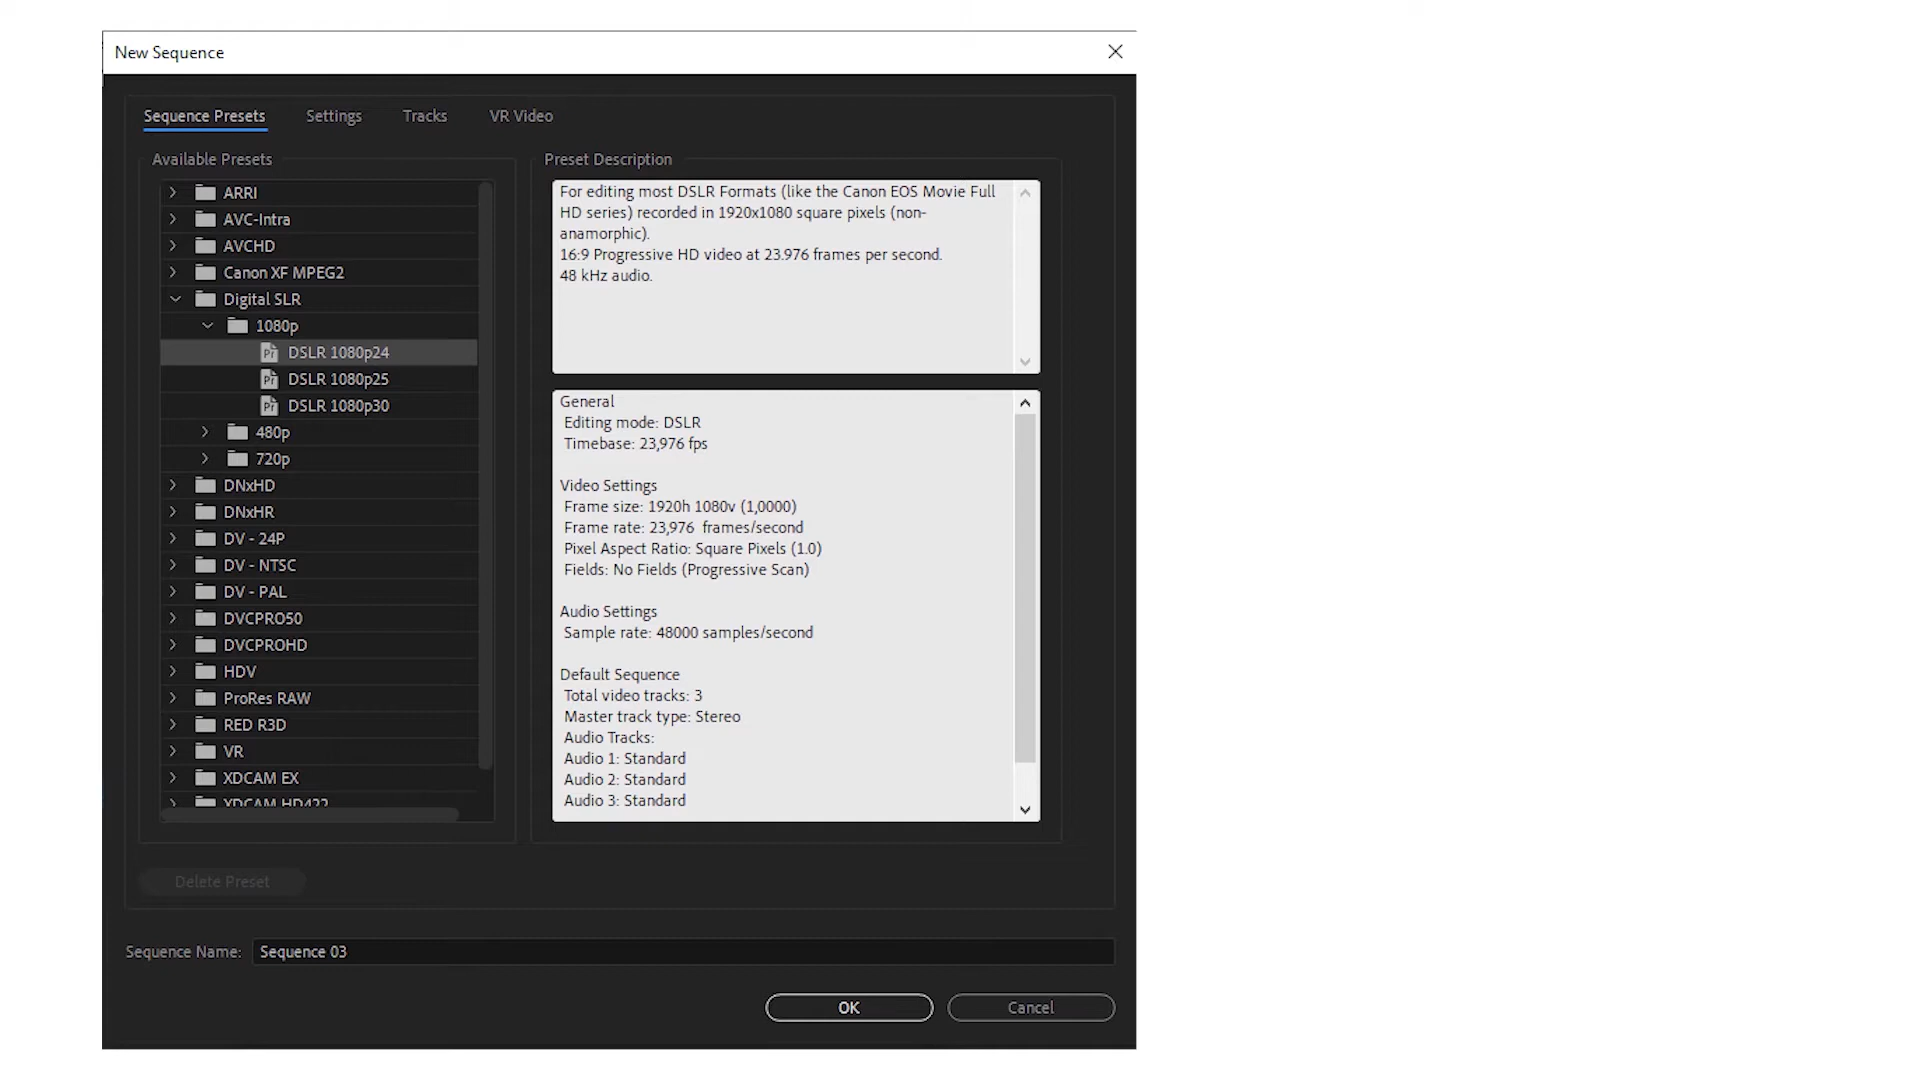 New Sequence
Sequence Presets Settings Tracks VR Video
Available Presets
ARRI
AVC-Intra
AVCHD
Canon XF MPEG2
Digital SLR
1080p
DSLR 1080p24
DSLR 1080p25
DSLR 1080p30
480p
720p
DNxHD
DNxHR
DV - 24P
DV - NTSC
DV - PAL
DVCPRO50
DVCPROHD
HDV
ProRes RAW
RED R3D
VR
XDCAM EX
XDCAM HD422
Preset Description
For editing most DSLR Formats (like the Canon EOS Movie Full
HD series) recorded in 1920x1080 square pixels (non-
anamorphic).
16:9 Progressive HD video at 23.976 frames per second.
48 kHz audio.
General
Editing mode: DSLR
Timebase: 23,976 fps
Video Settings
Frame size: 1920h 1080v (1,0000)
Frame rate: 23,976 frames/second
Pixel Aspect Ratio: Square Pixels (1.0)
Fields: No Fields (Progressive Scan)
Audio Settings
Sample rate: 48000 samples/second
Default Sequence
Total video tracks: 3
Master track type: Stereo
Audio Tracks:
Audio 1: Standard
Audio 2: Standard
Audio 3: Standard
Delete Preset
Sequence Name: Sequence 03
OK Cancel